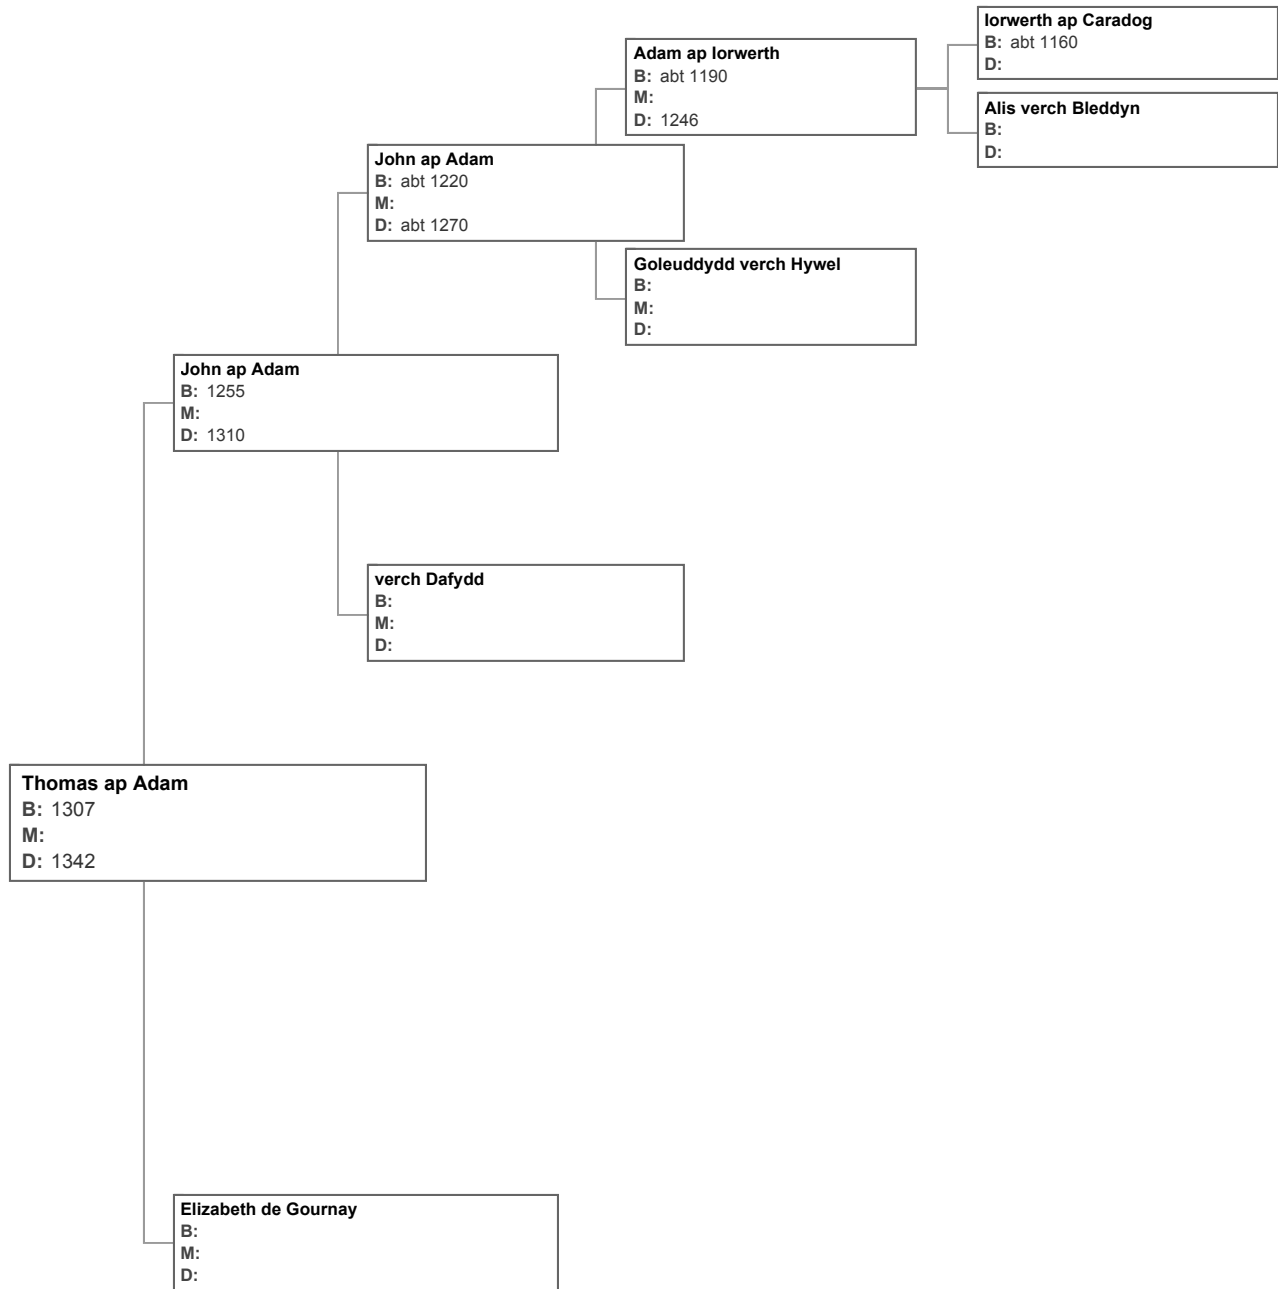 Iorwerth ap Caradog
B: abt 1160
D:
Adam ap Iorwerth
B: abt 1190
M:
D: 1246
Alis verch Bleddyn
B:
D:
John ap Adam
B: abt 1220
M:
D: abt 1270
Goleuddydd verch Hywel
B:
M:
D:
John ap Adam
B: 1255
M:
D: 1310
verch Dafydd
B:
M:
D:
Thomas ap Adam
B: 1307
M:
D: 1342
Elizabeth de Gournay
B:
M:
D: